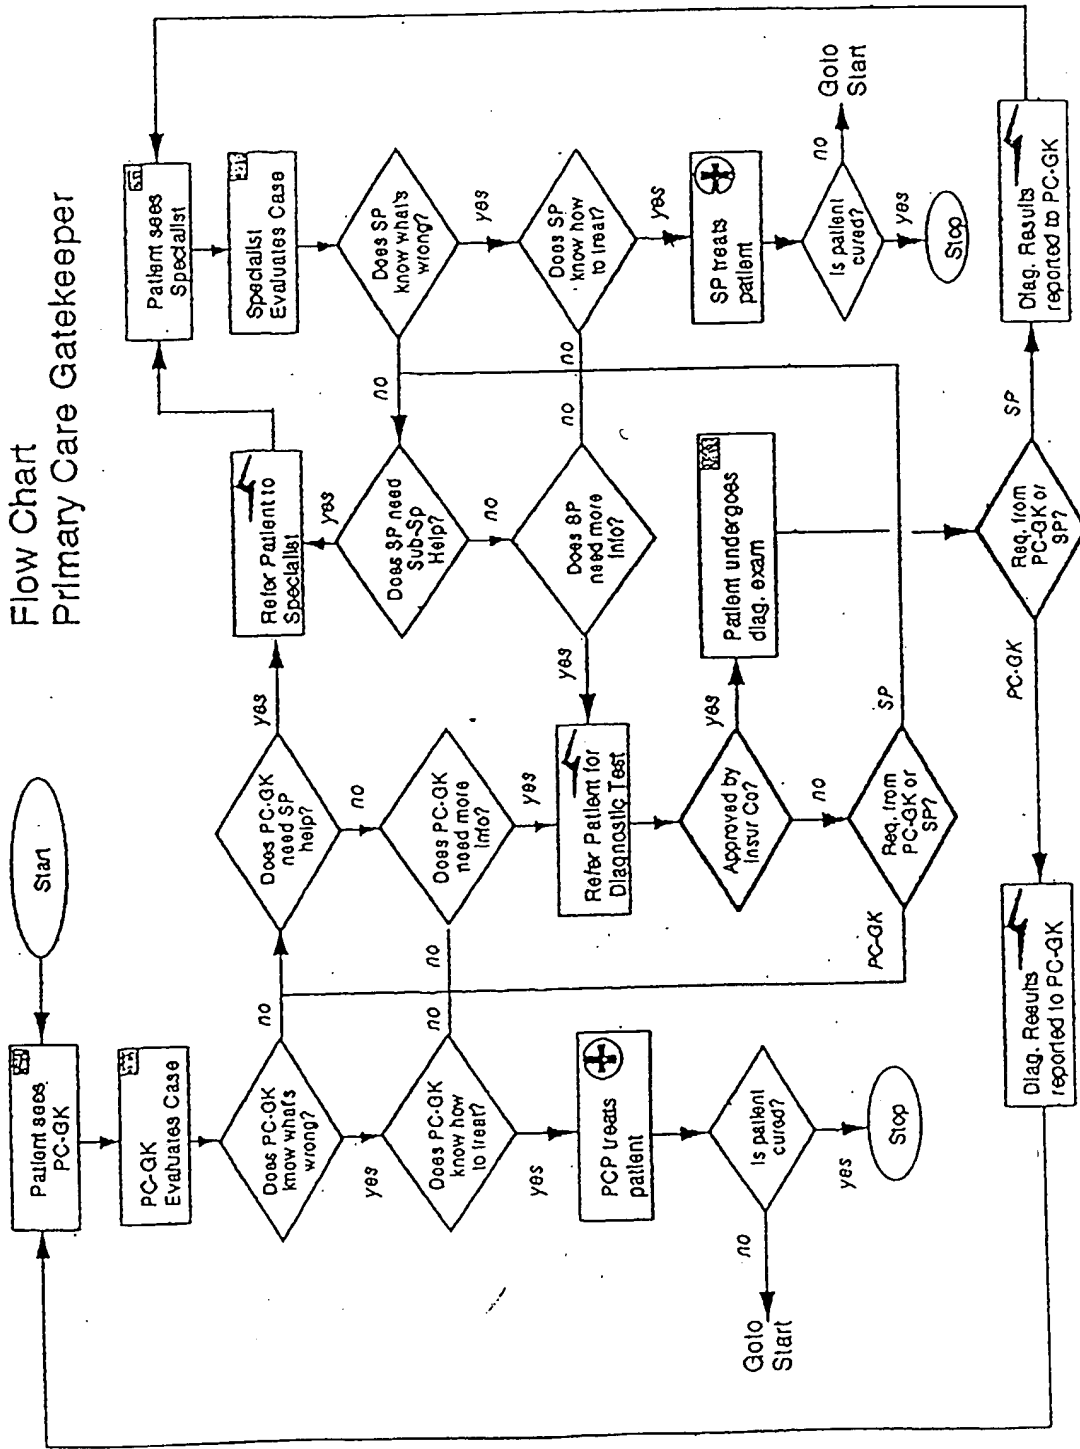 Flow Chart
Primary Care Gatekeeper
Start
Patient sees
PC-GK
PC-GK
Evaluates Case
Does PC-GK
know what's
wrong?
no
yes
Does PC-GK
know how
to treat?
no
yes
PCP treats
patient
Is patient
cured?
no
Goto
Start
yes
Stop
Does PC-GK
need SP
help?
yes
no
Does PC-GK
need more
Info?
no
yes
Refer Patient for
Diagnostic Test
Approved by
Insur Co?
yes
no
Req. from
PC-GK or
SP?
PC-GK
SP
Refer Patient to
Specialist
Does SP need
Sub-Sp
Help?
yes
no
Does SP
need more
Info?
no
yes
Patient undergoes
diag. exam
Patient sees
Specialist
Specialist
Evaluates Case
Does SP
know what's
wrong?
no
yes
Does SP
know how
to treat?
no
yes
SP treats
patient
Is patient
cured?
no
Goto
Start
yes
Stop
Req. from
PC-GK or
SP?
PC-GK
SP
Diag. Results
reported to PC-GK
Diag. Results
reported to PC-GK